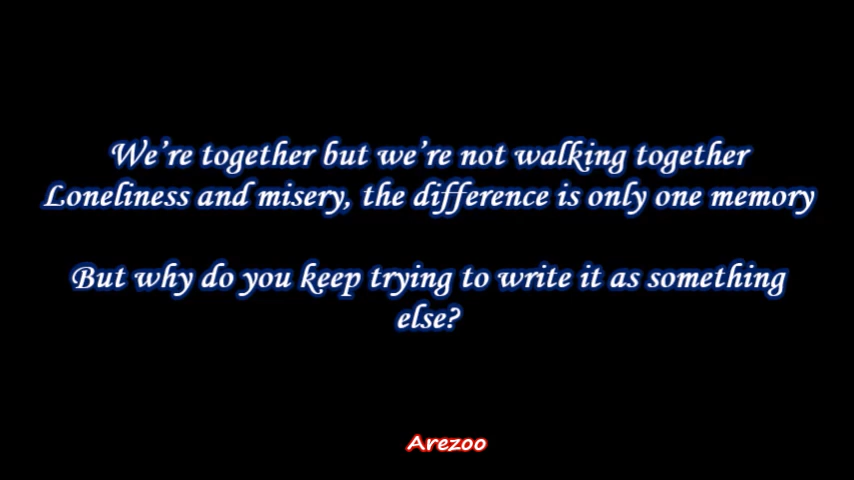 We're together but we're not walking together
Loneliness and misery, the difference is only one memory
But why do you keep trying to write it as something
else?
Arezoo